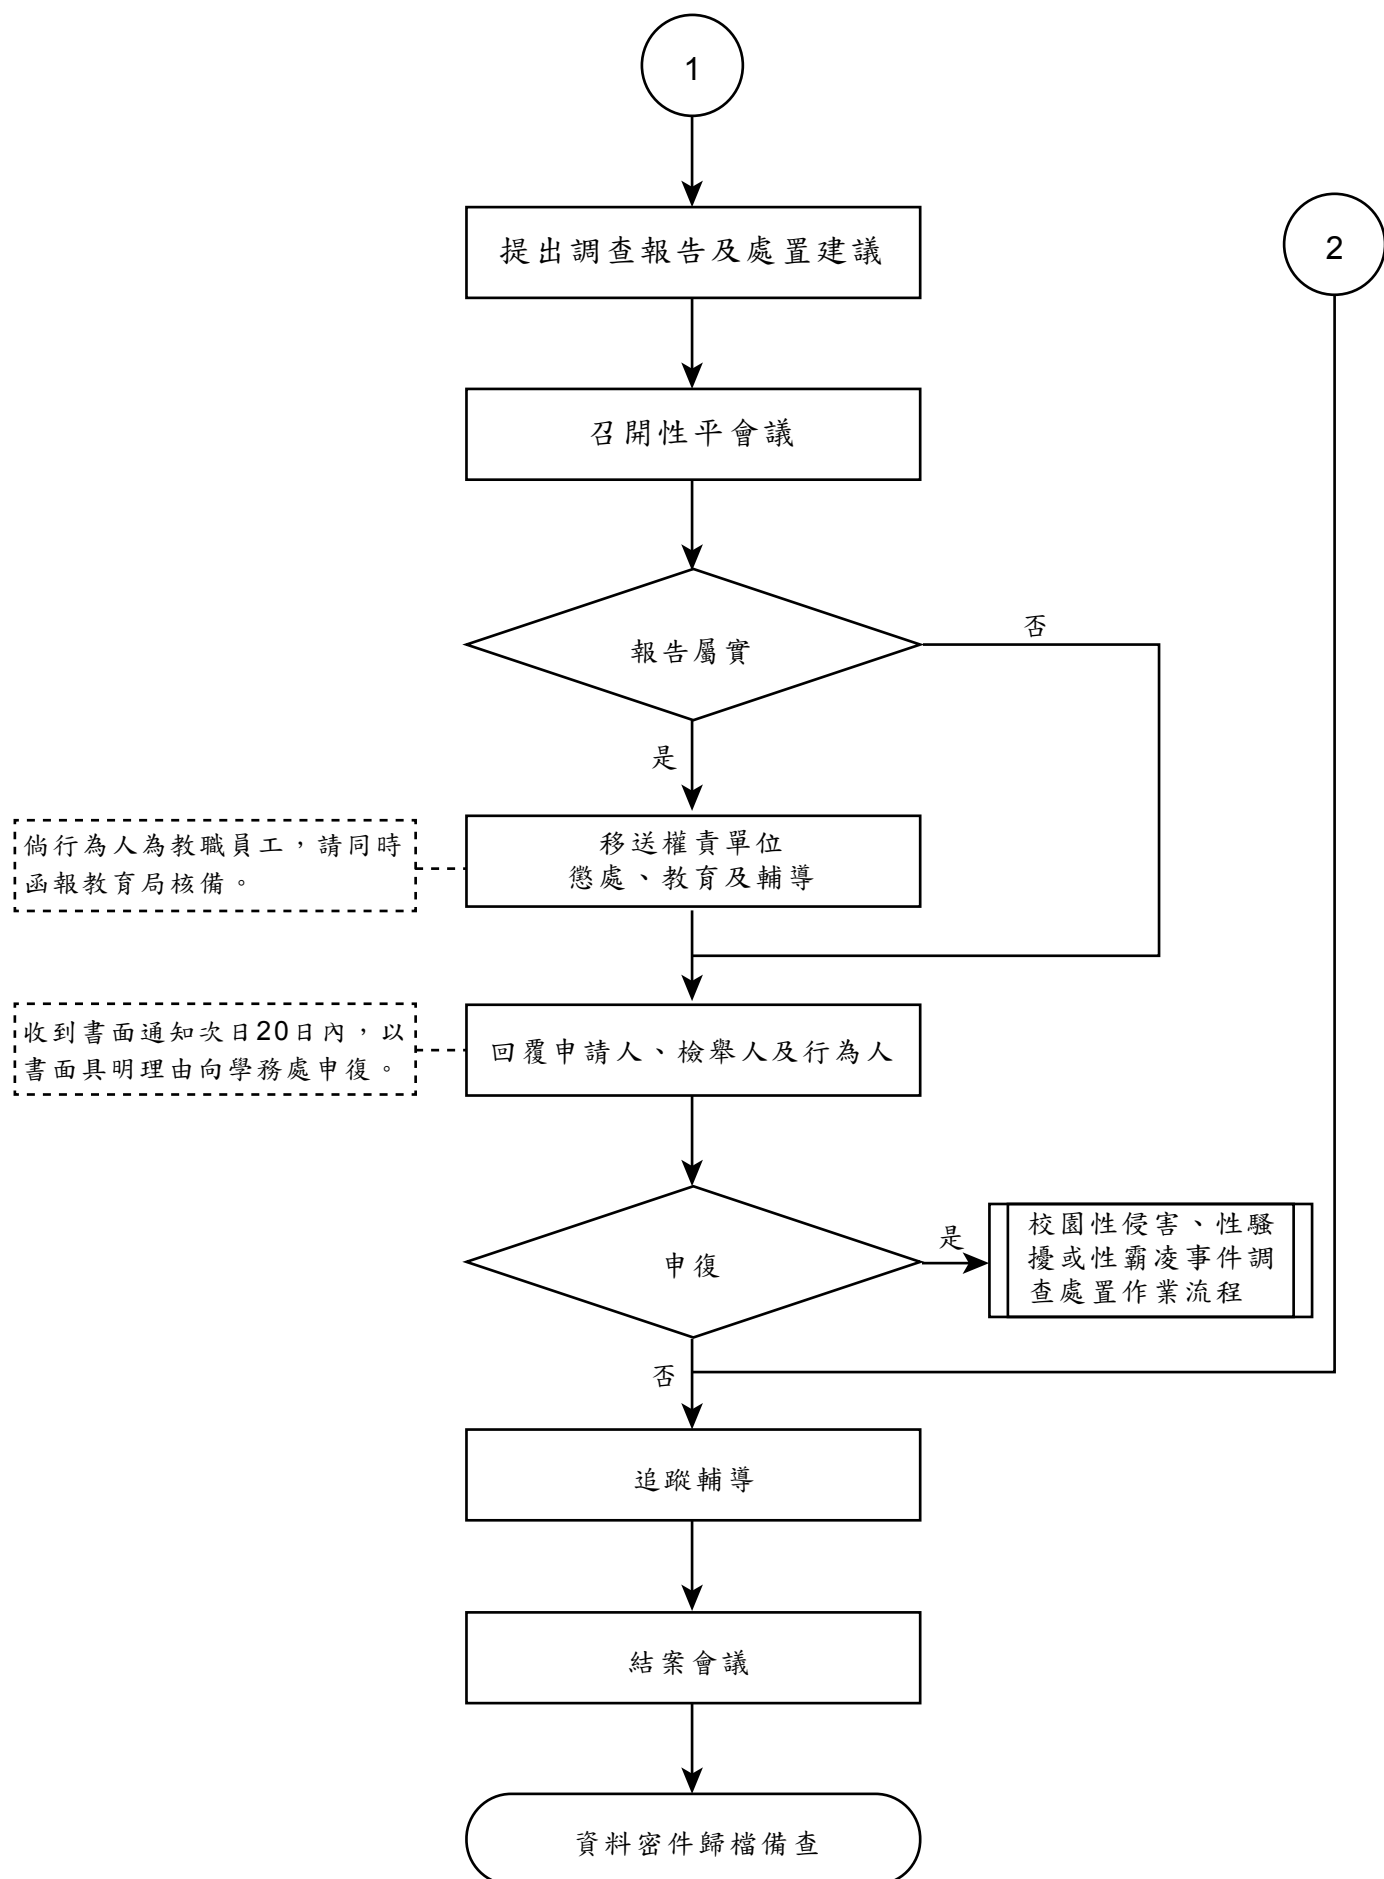 1
提出調查報告及處置建議
2
召開性平會議
報告屬實
否
是
倘行為人為教職員工，請同時
函報教育局核備。
移送權責單位
懲處、教育及輔導
收到書面通知次日20日內，以
書面具明理由向學務處申復。
回覆申請人、檢舉人及行為人
申復
是
校園性侵害、性騷
擾或性霸凌事件調
查處置作業流程
否
追蹤輔導
結案會議
資料密件歸檔備查